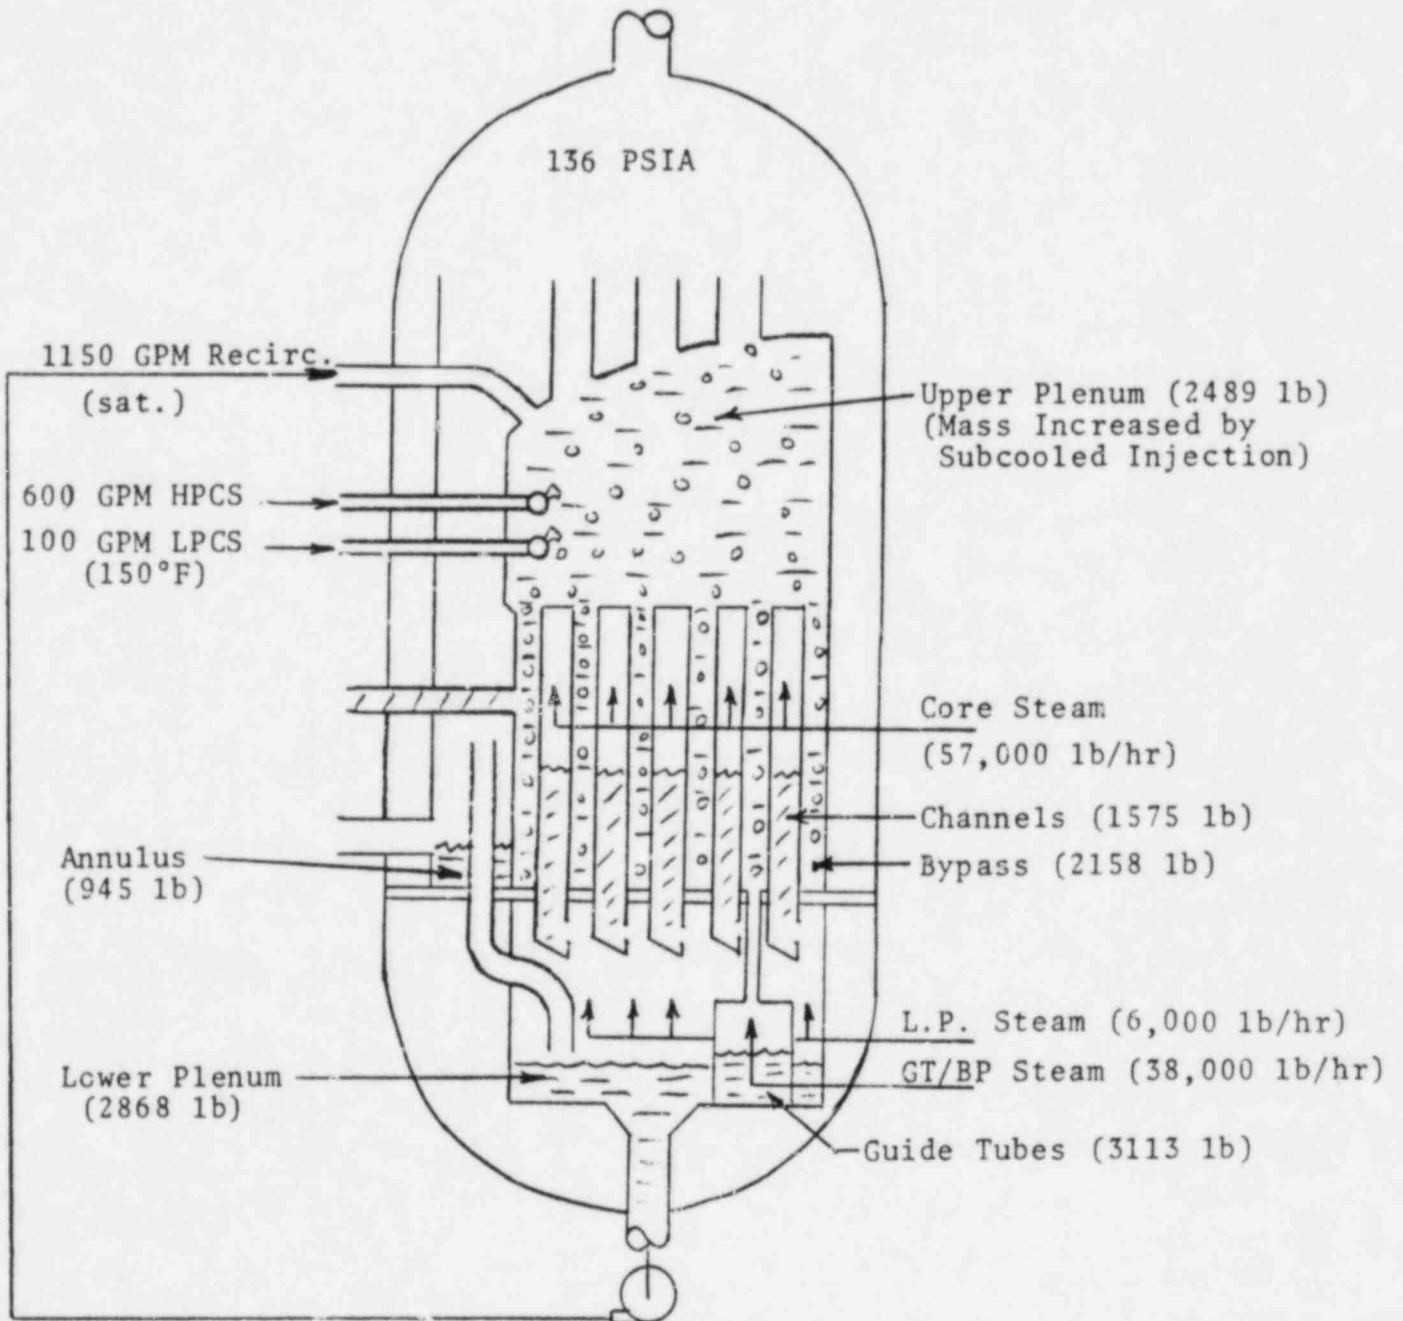 136 PSIA
1150 GPM Recirc.
(sat.)
Upper Plenum (2489 lb)
(Mass Increased by
Subcooled Injection)
600 GPM HPCS
100 GPM LPCS
(150°F)
Core Steam
(57,000 lb/hr)
Channels (1575 lb)
Annulus
(945 lb)
Bypass (2158 lb)
L.P. Steam (6,000 lb/hr)
GT/BP Steam (38,000 lb/hr)
Lower Plenum
(2868 lb)
Guide Tubes (3113 lb)